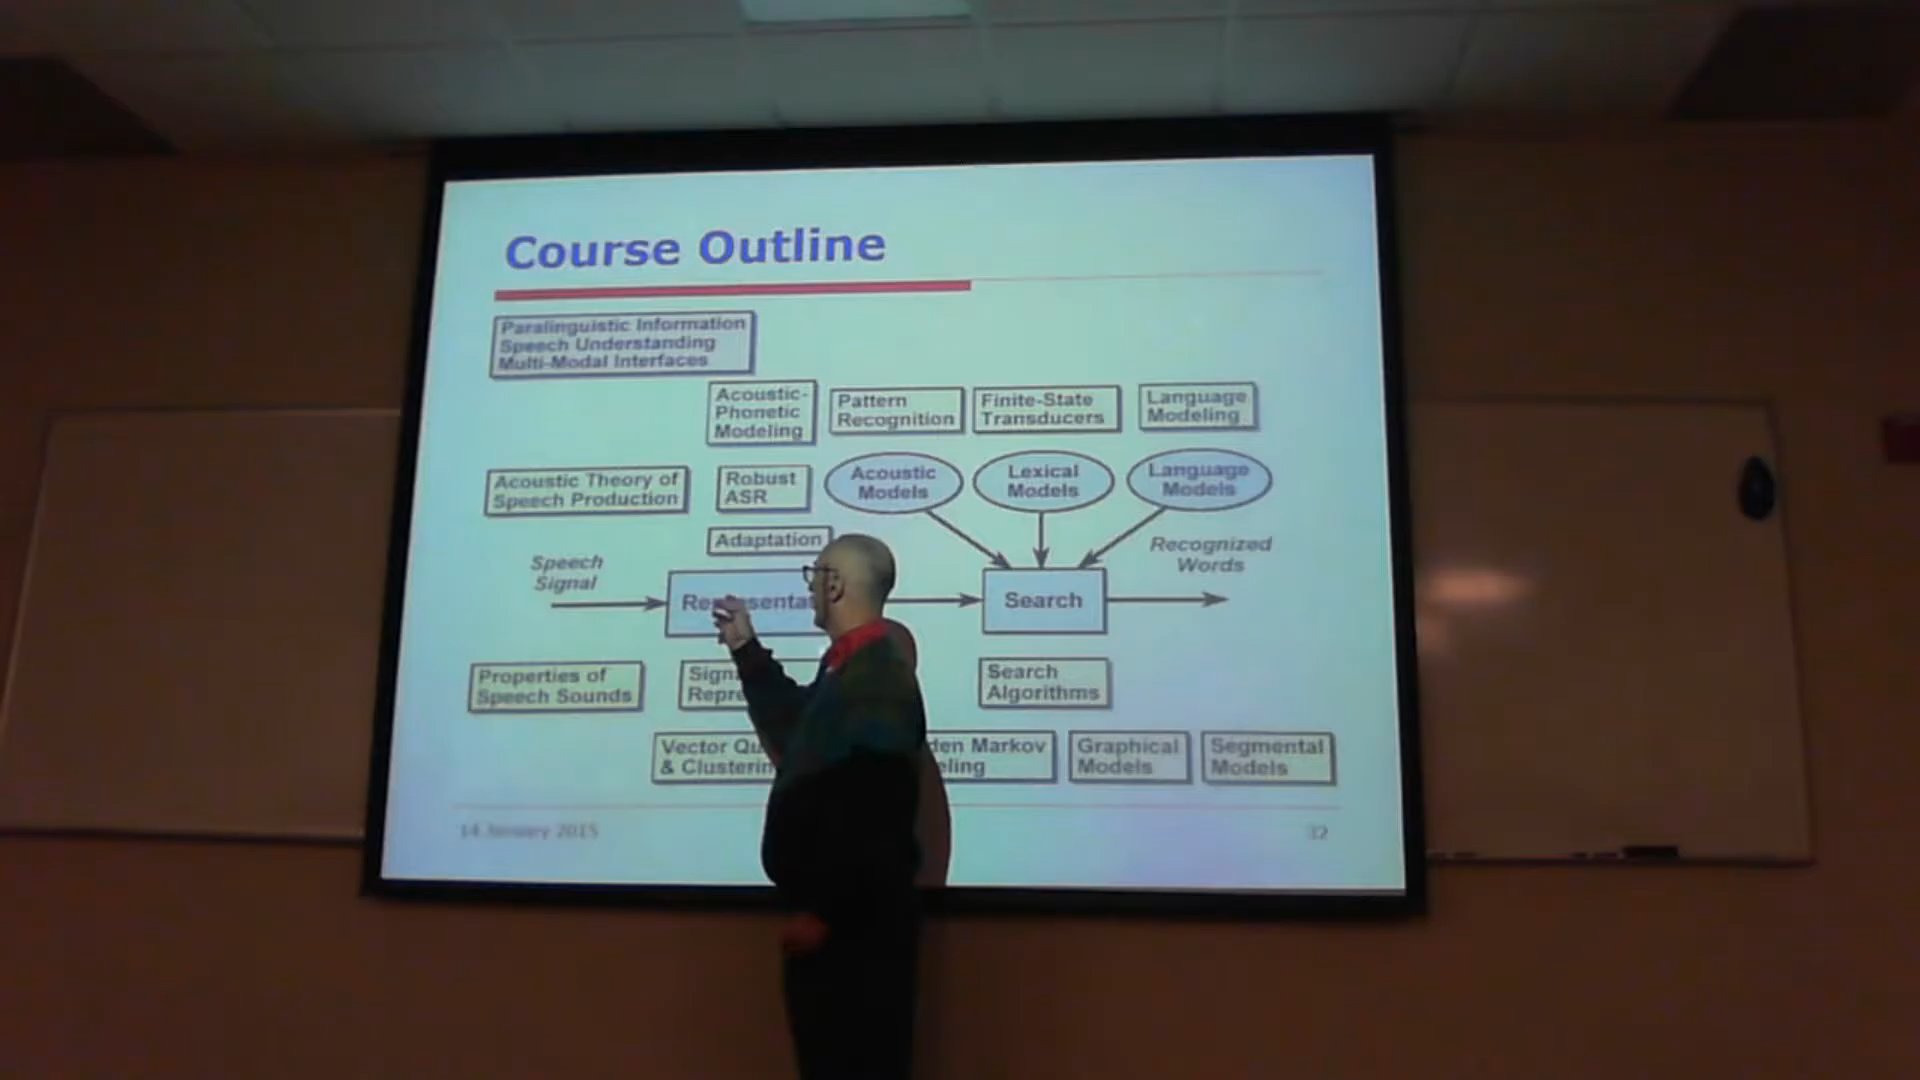 Course Outline
Paralinguistic Information
Speech Understanding
Multi-Modal Interfaces
Acoustic-
Phonetic
Modeling
Pattern
Recognition
Finite-State
Transducers
Language
Modeling
Acoustic Theory of
Speech Production
Robust
ASR
Acoustic
Models
Lexical
Models
Language
Models
Adaptation
Speech
Signal
Recognized
Words
Search
Properties of
Speech Sounds
Search
Algorithms
Vector
& 
Markov
Graphical
Models
Segmental
Models
14 January 2015
32